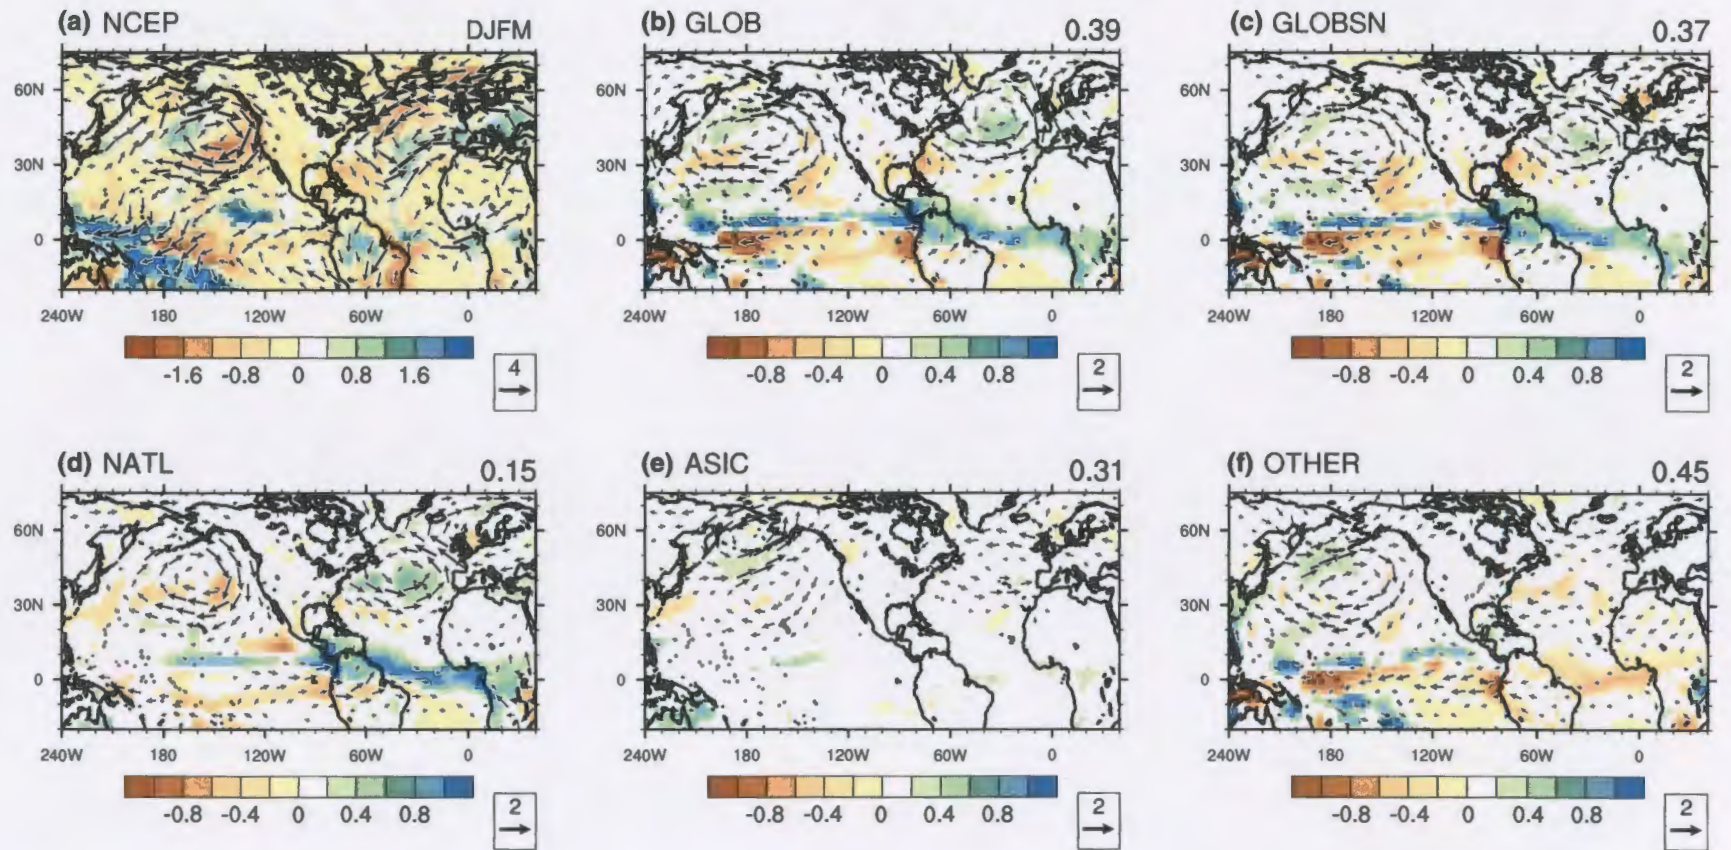 (a) NCEP DJFM
60N
30N
0
240W 180 120W 60W 0
-1.6 -0.8 0 0.8 1.6
4
(b) GLOB 0.39
60N
30N
0
240W 180 120W 60W 0
-0.8 -0.4 0 0.4 0.8
2
(c) GLOBSN 0.37
60N
30N
0
240W 180 120W 60W 0
-0.8 -0.4 0 0.4 0.8
2
(d) NATL 0.15
60N
30N
0
240W 180 120W 60W 0
-0.8 -0.4 0 0.4 0.8
2
(e) ASIC 0.31
60N
30N
0
240W 180 120W 60W 0
-0.8 -0.4 0 0.4 0.8
2
(f) OTHER 0.45
60N
30N
0
240W 180 120W 60W 0
-0.8 -0.4 0 0.4 0.8
2